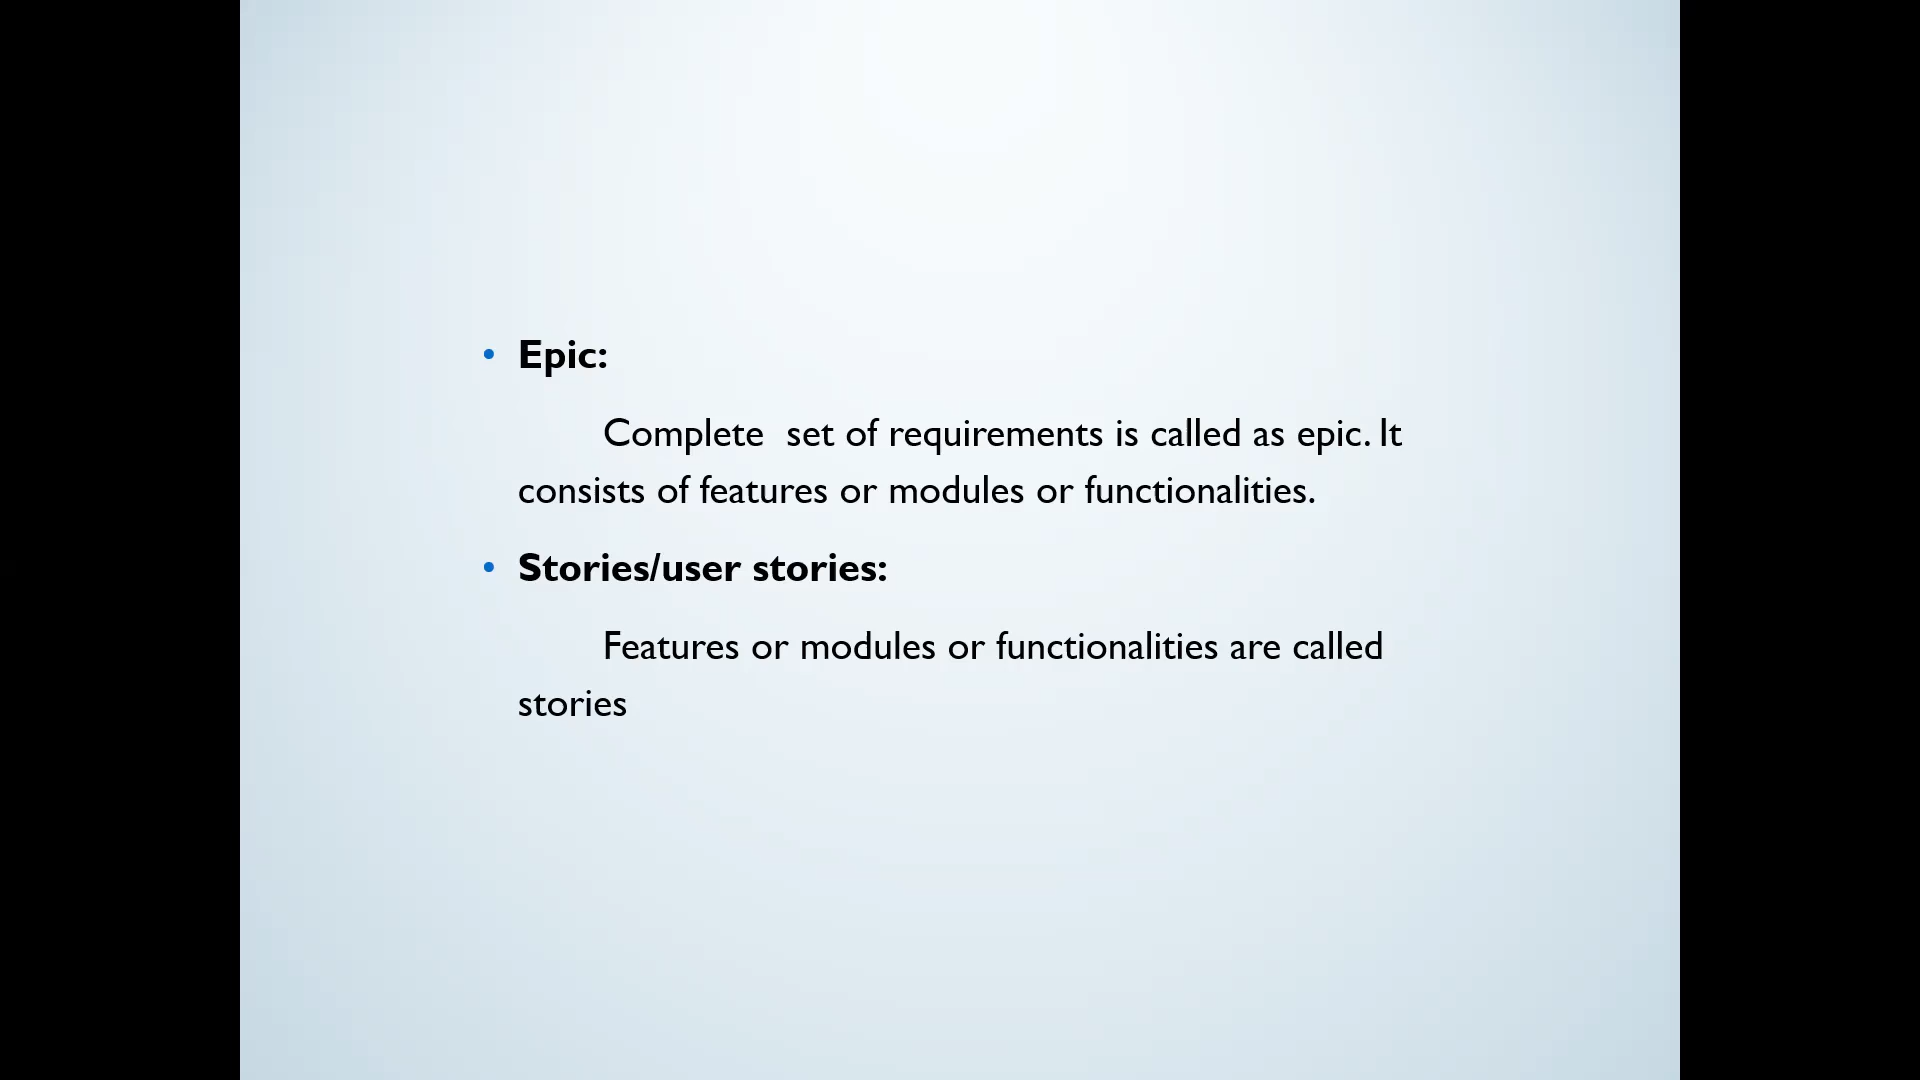 • Epic:
Complete  set of requirements is called as epic. It
consists of features or modules or functionalities.
• Stories/user stories:
Features or modules or functionalities are called
stories